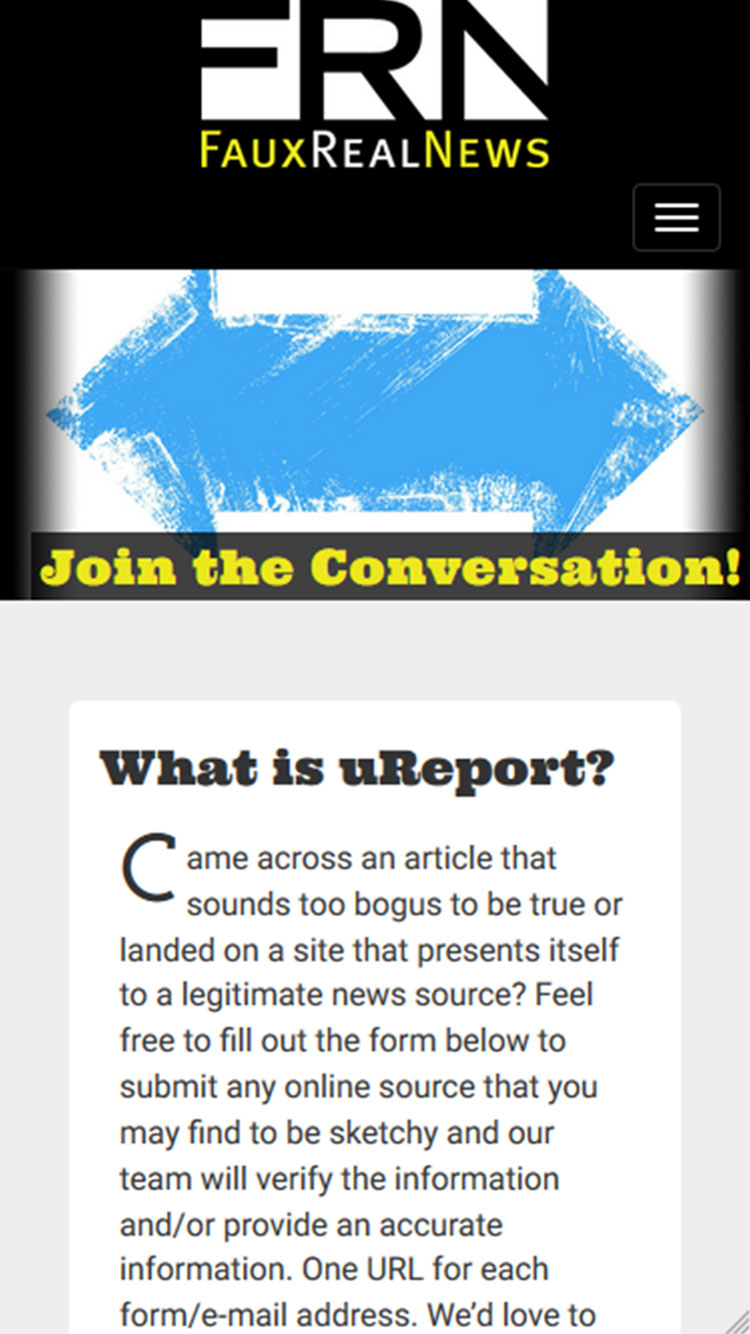 FRN
FAUXREALNEWS
Join the Conversation!
What is uReport?
Came across an article that
sounds too bogus to be true or
landed on a site that presents itself
to a legitimate news source? Feel
free to fill out the form below to
submit any online source that you
may find to be sketchy and our
team will verify the information
and/or provide an accurate
information. One URL for each
form/e-mail address. We’d love to